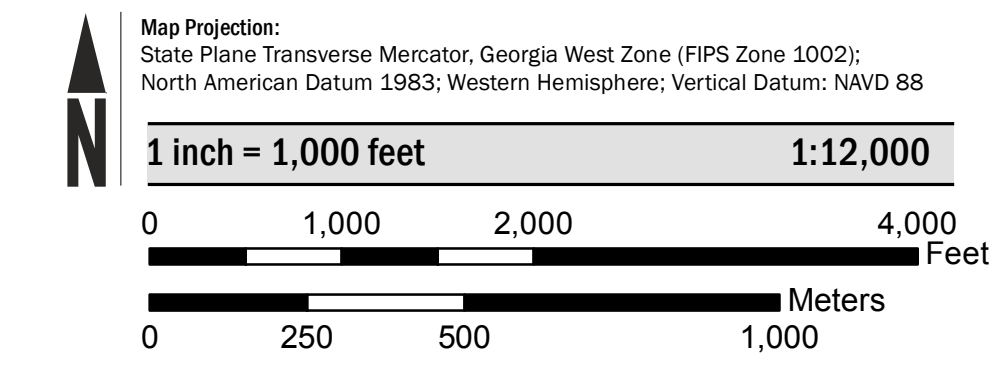 N
Map Projection:
State Plane Transverse Mercator, Georgia West Zone (FIPS Zone 1002);
North American Datum 1983; Western Hemisphere; Vertical Datum: NAVD 88
1 inch = 1,000 feet 1:12,000
0 1,000 2,000 4,000
Feet
Meters
0 250 500 1,000